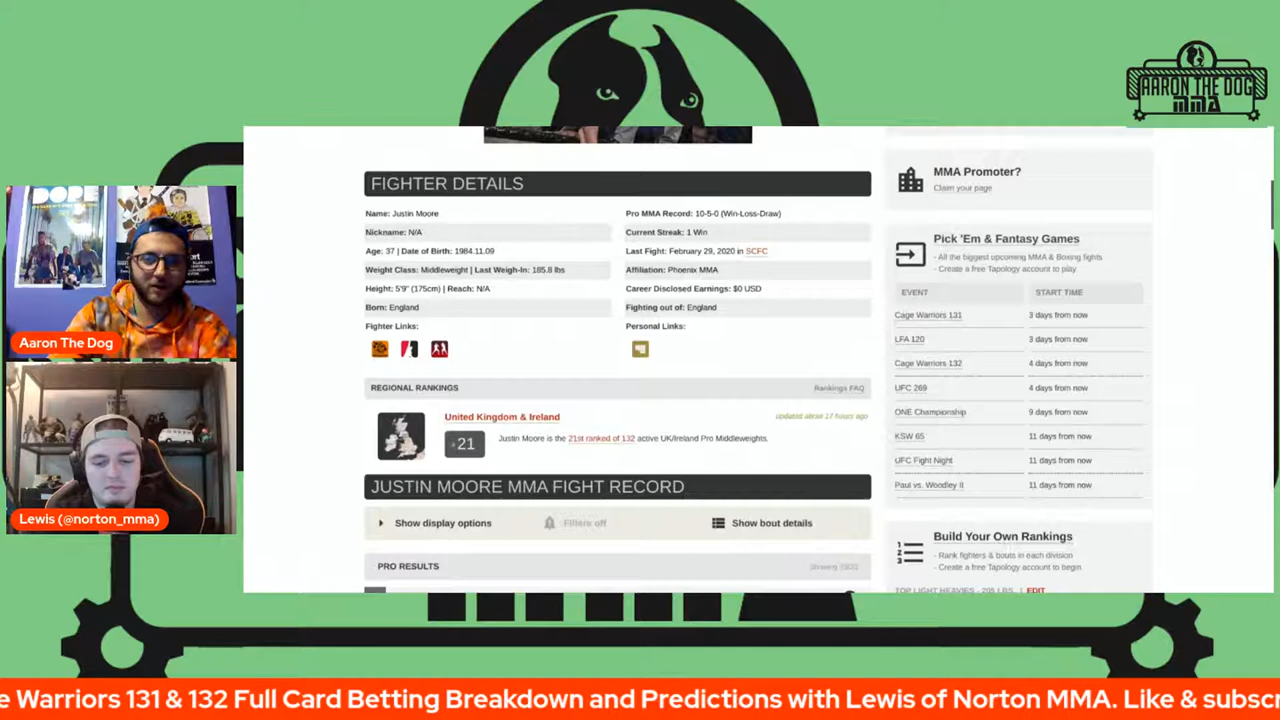 AARON THE DOG
MMA
FIGHTER DETAILS
Name: Justin Moore
Pro MMA Record: 10-5-0 (Win-Loss-Draw)
Nickname: N/A
Current Streak: 1 Win
Age: 37 | Date of Birth: 1984.11.09
Last Fight: February 29, 2020 in SCFC
Weight Class: Middleweight | Last Weigh-In: 185.8 lbs
Affiliation: Phoenix MMA
Height: 5'9" (175cm) | Reach: N/A
Career Disclosed Earnings: $0 USD
Born: England
Fighting out of: England
Fighter Links:
Personal Links:
REGIONAL RANKINGS
Rankings FAQ
United Kingdom & Ireland
updated about 17 hours ago
21
Justin Moore is the 21st ranked of 132 active UK/Ireland Pro Middleweights.
JUSTIN MOORE MMA FIGHT RECORD
Show display options
Filters off
Show bout details
PRO RESULTS
MMA Promoter?
Claim your page
Pick 'Em & Fantasy Games
- All the biggest upcoming MMA & Boxing fights
- Create a free Tapology account to play
EVENT START TIME
Cage Warriors 131 3 days from now
LFA 120 3 days from now
Cage Warriors 132 4 days from now
UFC 269 4 days from now
ONE Championship 9 days from now
KSW 65 11 days from now
UFC Fight Night 11 days from now
Paul vs. Woodley II 11 days from now
Build Your Own Rankings
- Rank fighters & bouts in each division
- Create a free Tapology account to begin
TOP LIGHT HEAVIES - 205 LBS. | EDIT
Aaron The Dog
Lewis (@norton_mma)
e Warriors 131 & 132 Full Card Betting Breakdown and Predictions with Lewis of Norton MMA. Like & subscr